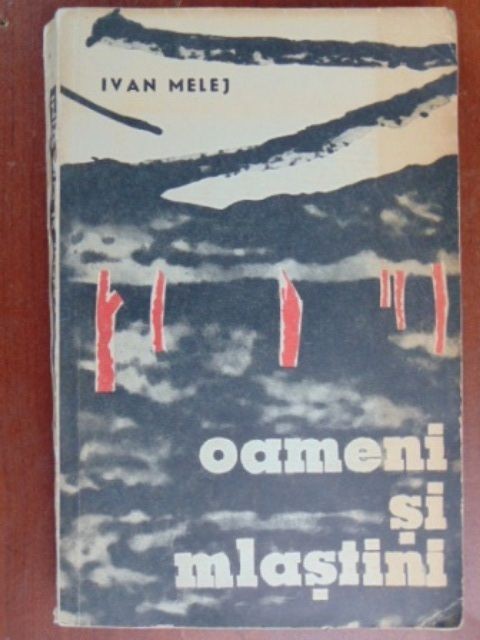 IVAN MELEJ
oameni
și
mlaștini